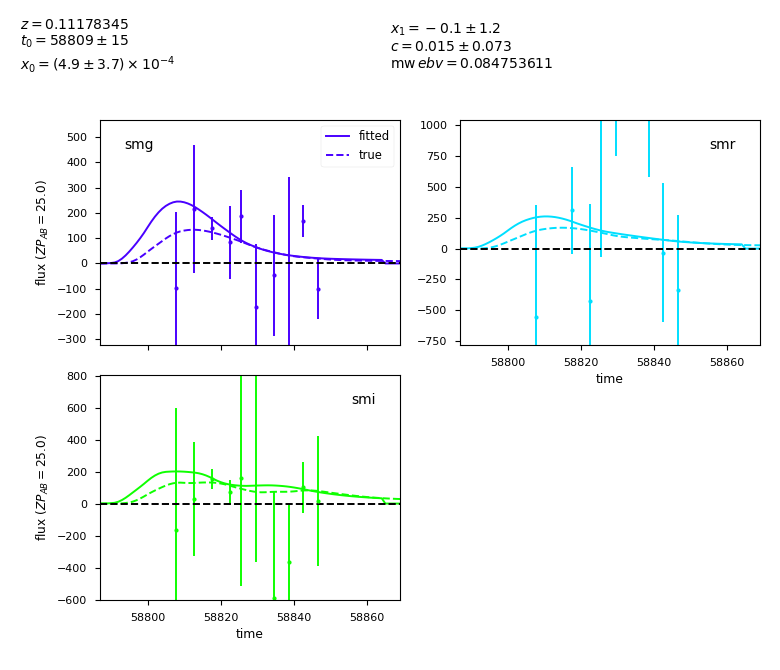 z = 0.11178345
t₀ = 58809 ± 15
x₀ = (4.9 ± 3.7) × 10⁻⁴
x₁ = −0.1 ± 1.2
c = 0.015 ± 0.073
mw ebv = 0.084753611
smg
fitted
true
500
400
300
200
100
0
−100
−200
−300
flux (ZP_AB = 25.0)
smr
1000
750
500
250
0
−250
−500
−750
58800 58820 58840 58860
time
smi
800
600
400
200
0
−200
−400
−600
flux (ZP_AB = 25.0)
58800 58820 58840 58860
time